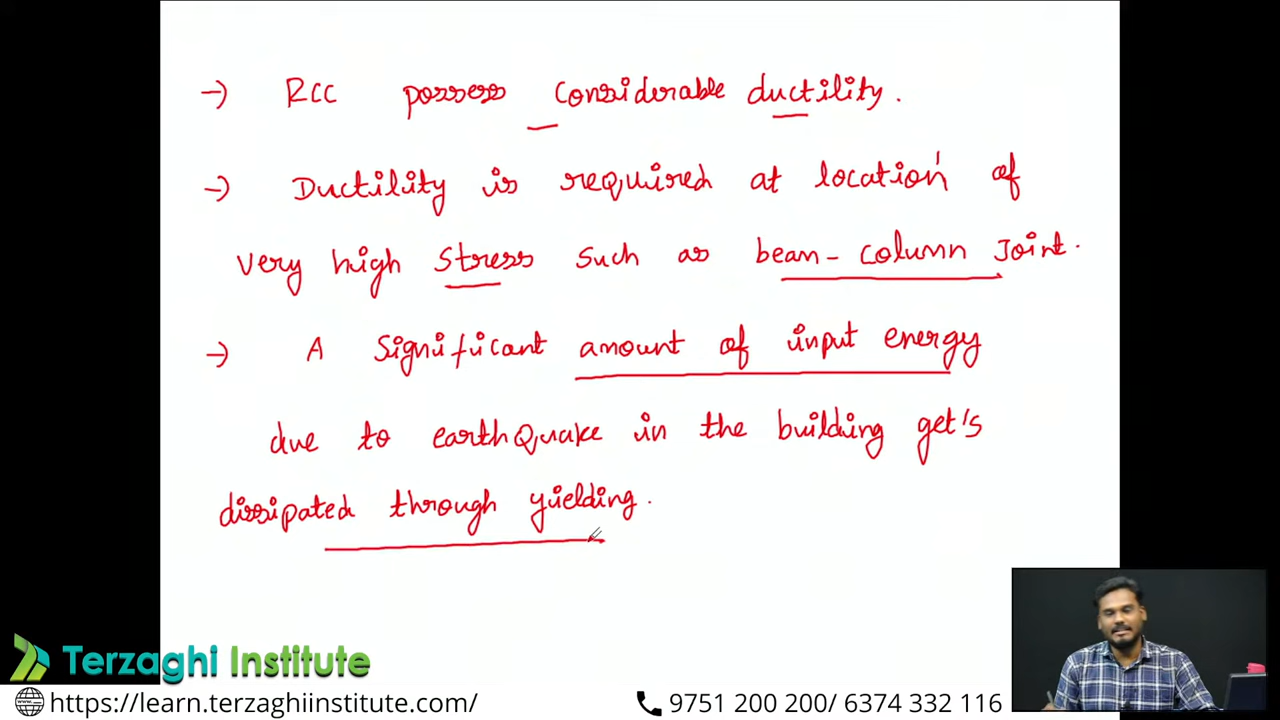 → RCC possess considerable ductility.
→ Ductility is required at location of
very high stress such as bean-column Joint.
→ A significant amount of input energy
due to earthquake in the building get's
dissipated through yielding.
Terzaghi Institute
https://learn.terzaghiinstitute.com/
9751 200 200/ 6374 332 116